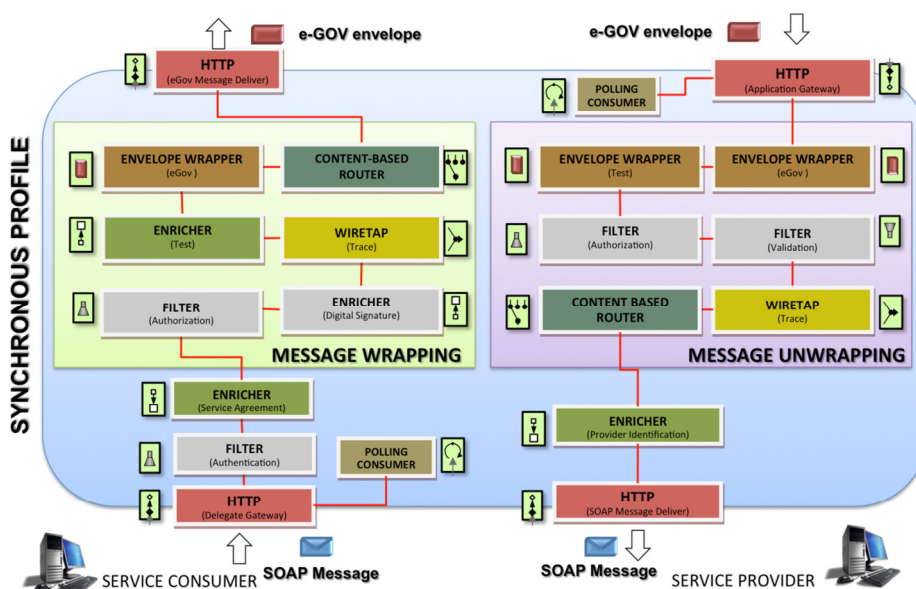 e-GOV envelope
e-GOV envelope
HTTP
(eGov Message Deliver)
HTTP
(Application Gateway)
POLLING
CONSUMER
SYNCHRONOUS PROFILE
ENVELOPE WRAPPER
(eGov )
CONTENT-BASED
ROUTER
ENRICHER
(Test)
WIRETAP
(Trace)
FILTER
(Authorization)
ENRICHER
(Digital Signature)
MESSAGE WRAPPING
ENVELOPE WRAPPER
(Test)
ENVELOPE WRAPPER
(eGov)
FILTER
(Authorization)
FILTER
(Validation)
CONTENT BASED
ROUTER
WIRETAP
(Trace)
MESSAGE UNWRAPPING
ENRICHER
(Service Agreement)
FILTER
(Authentication)
POLLING
CONSUMER
HTTP
(Delegate Gateway)
ENRICHER
(Provider Identification)
HTTP
(SOAP Message Deliver)
SERVICE CONSUMER
SOAP Message
SOAP Message
SERVICE PROVIDER